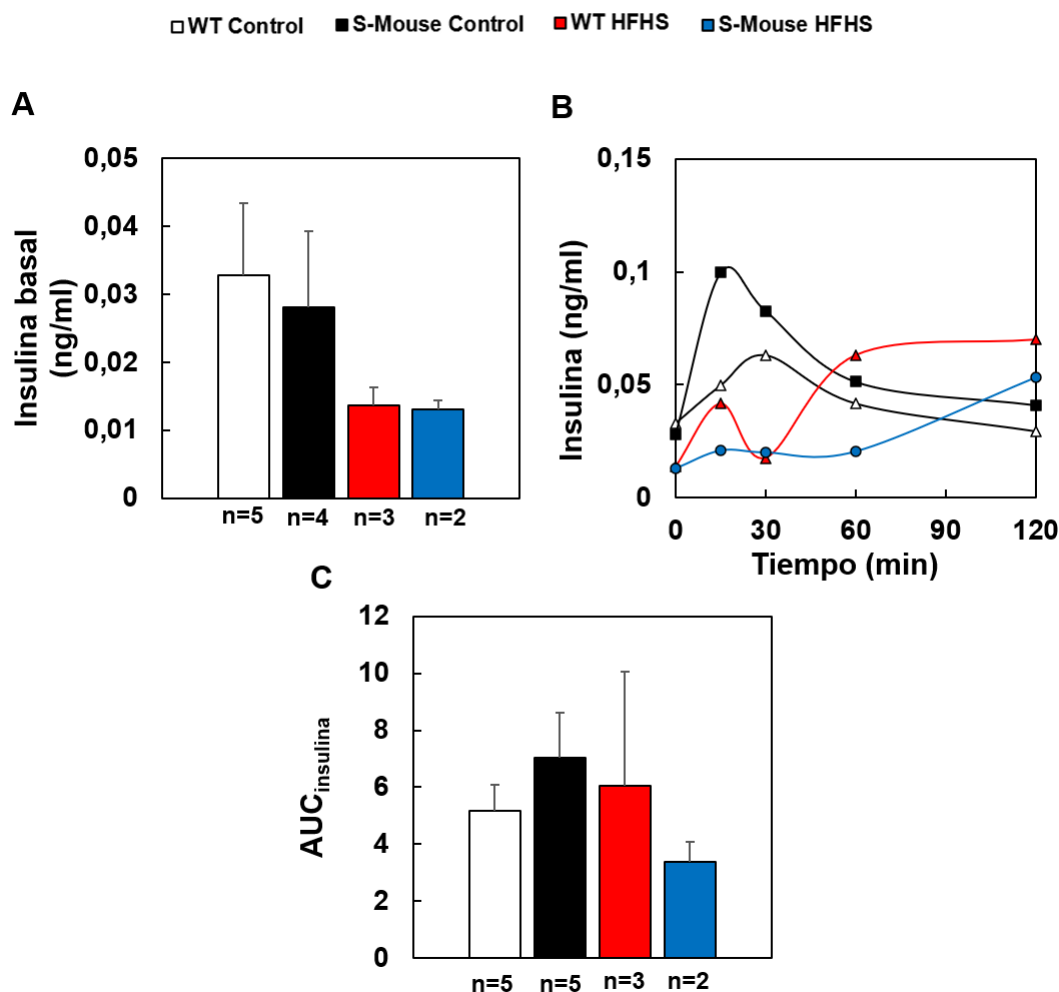 WT Control S-Mouse Control WT HFHS S-Mouse HFHS
A
Insulina basal
(ng/ml)
0,05
0,04
0,03
0,02
0,01
0
n=5 n=4 n=3 n=2
B
Insulina (ng/ml)
0,15
0,1
0,05
0
0 30 60 90 120
Tiempo (min)
C
AUCinsulina
12
10
8
6
4
2
0
n=5 n=5 n=3 n=2